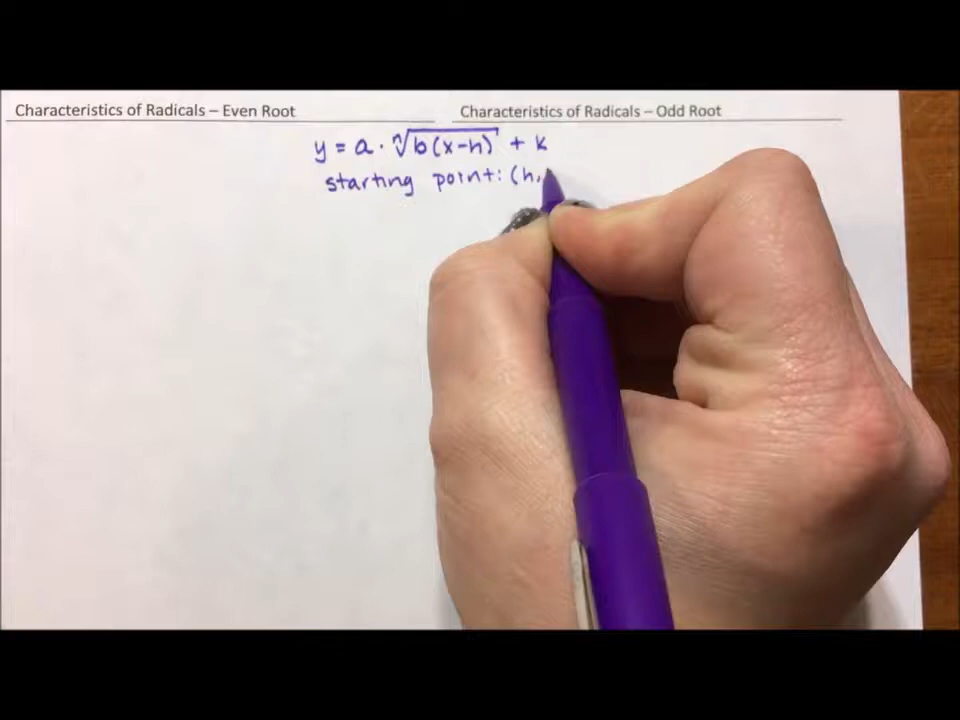 Characteristics of Radicals – Even Root
Characteristics of Radicals – Odd Root
y = a · ⁿ√b(x-h) + k
starting point: (h,